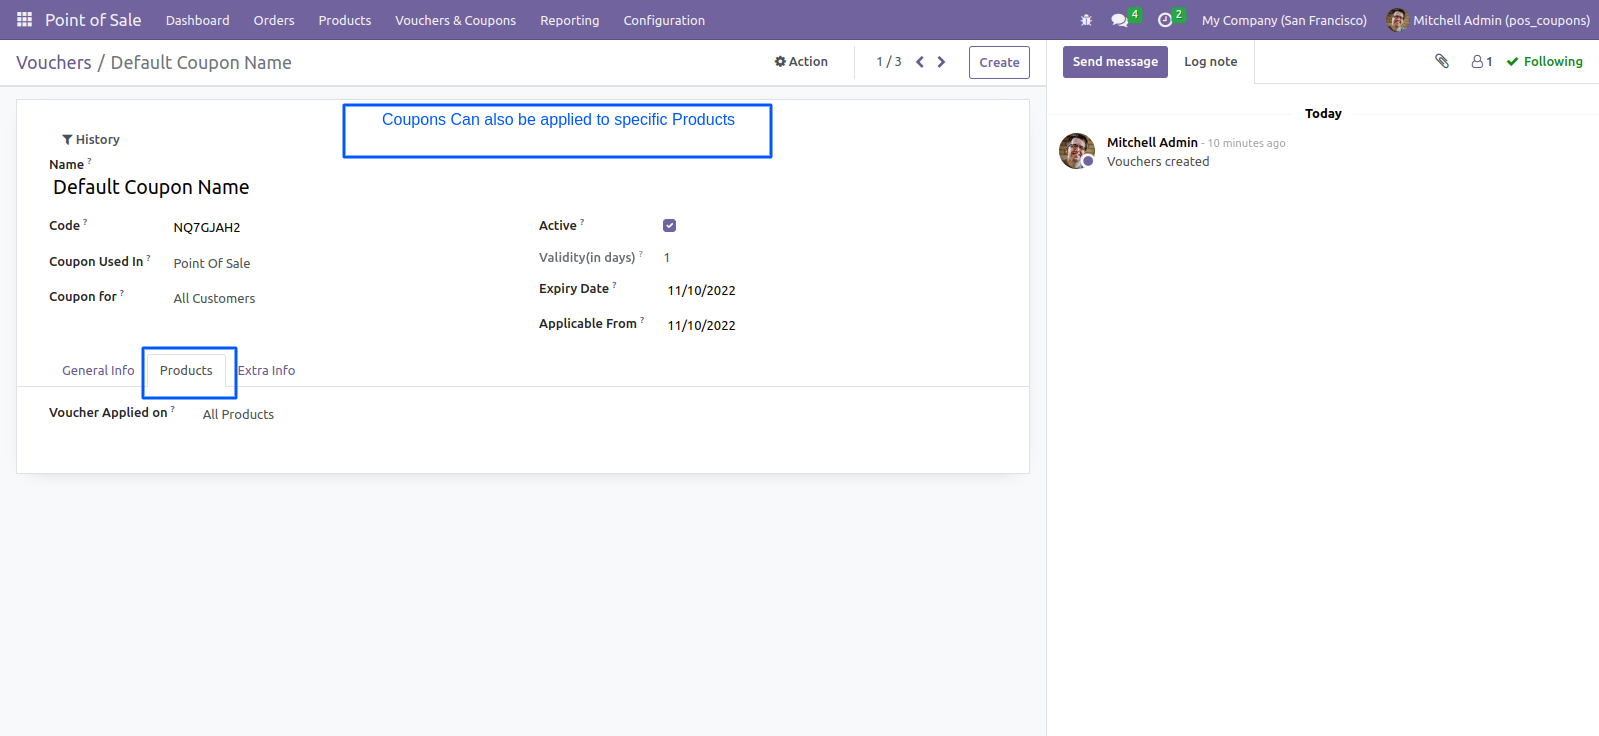 Point of Sale Dashboard Orders Products Vouchers & Coupons Reporting Configuration 4 2 My Company (San Francisco) Mitchell Admin (pos_coupons)
Vouchers / Default Coupon Name Action 1 / 3 Create Send message Log note 1 Following
Coupons Can also be applied to specific Products
Today
History
Mitchell Admin - 10 minutes ago
Vouchers created
Name ?
Default Coupon Name
Code ? NQ7GJAH2
Active ?
Coupon Used In ? Point Of Sale
Validity(in days) ? 1
Coupon for ? All Customers
Expiry Date ? 11/10/2022
Applicable From ? 11/10/2022
General Info Products Extra Info
Voucher Applied on ? All Products